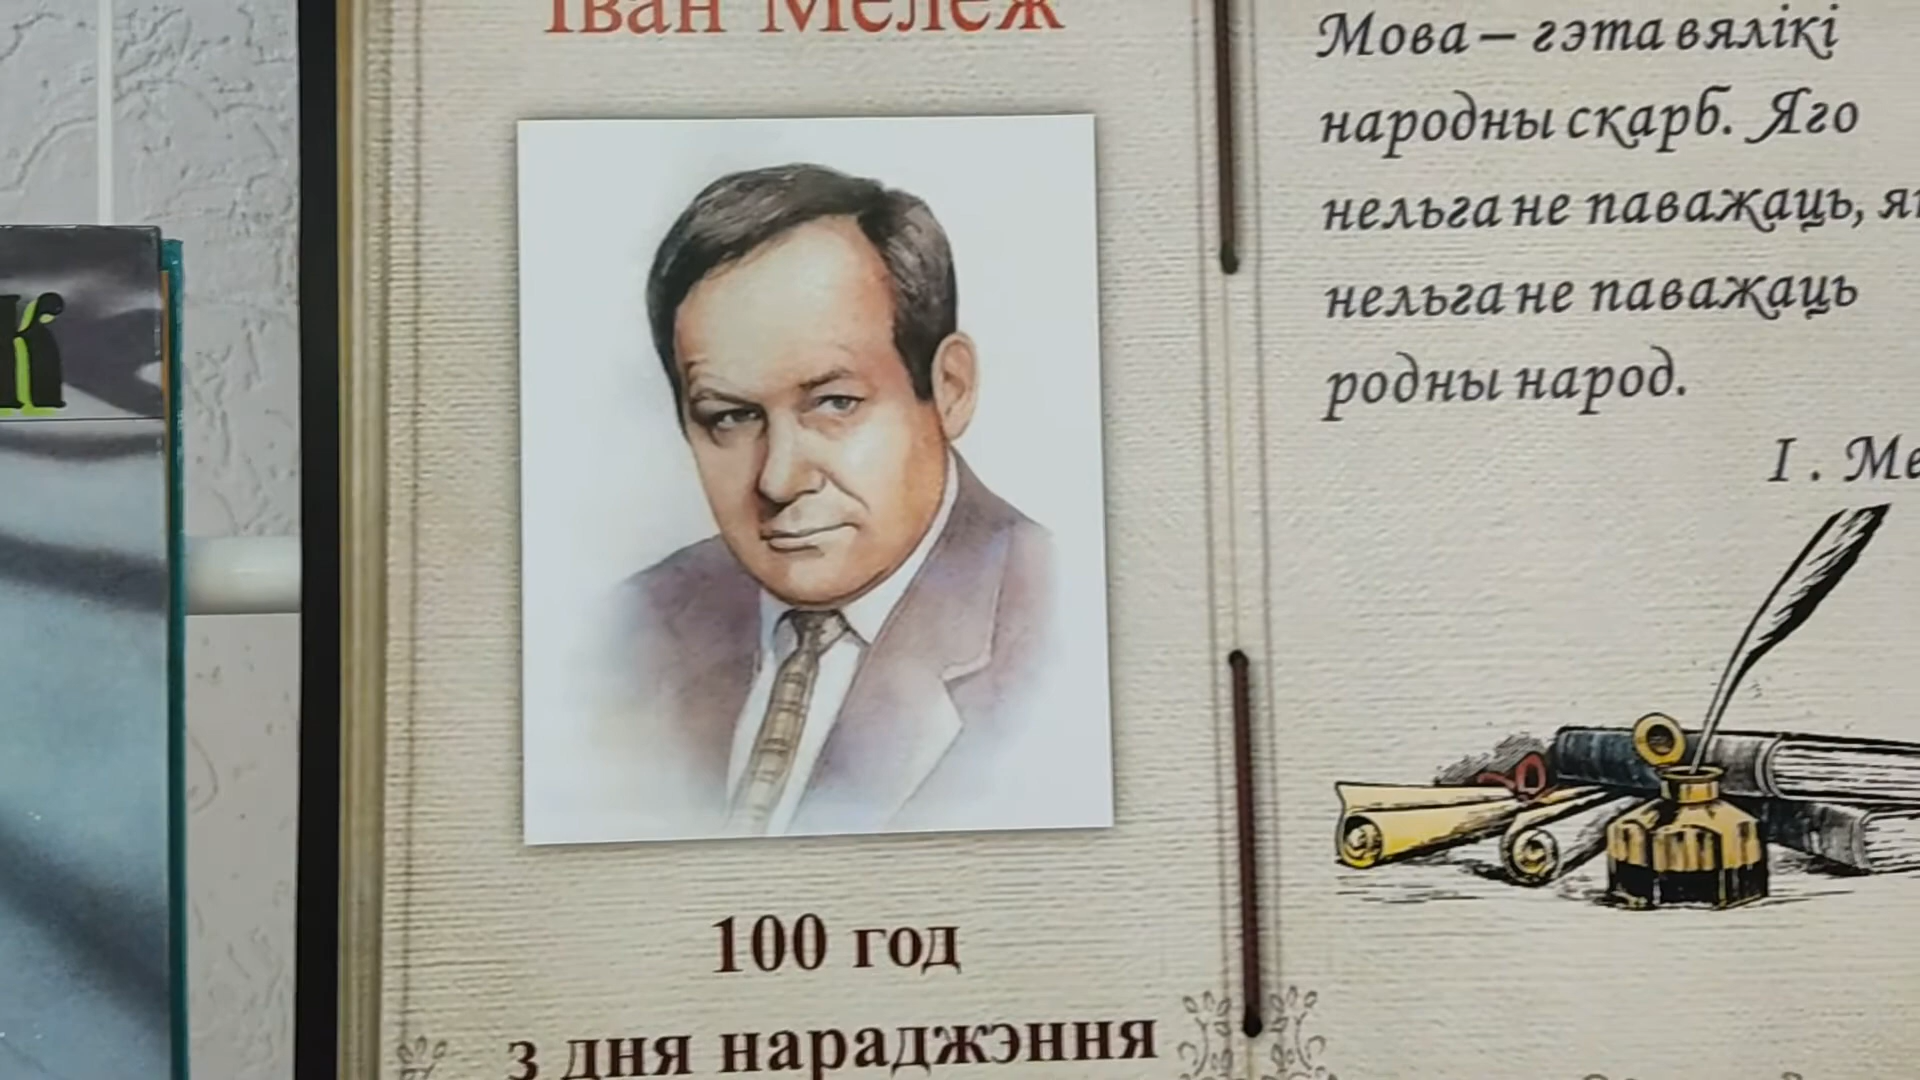 Іван Мележ
100 год
з дня нараджэння
Мова – гэта вялікі
народны скарб. Яго
нельга не паважаць,
нельга не паважаць
родны народ.
І . Ме
К